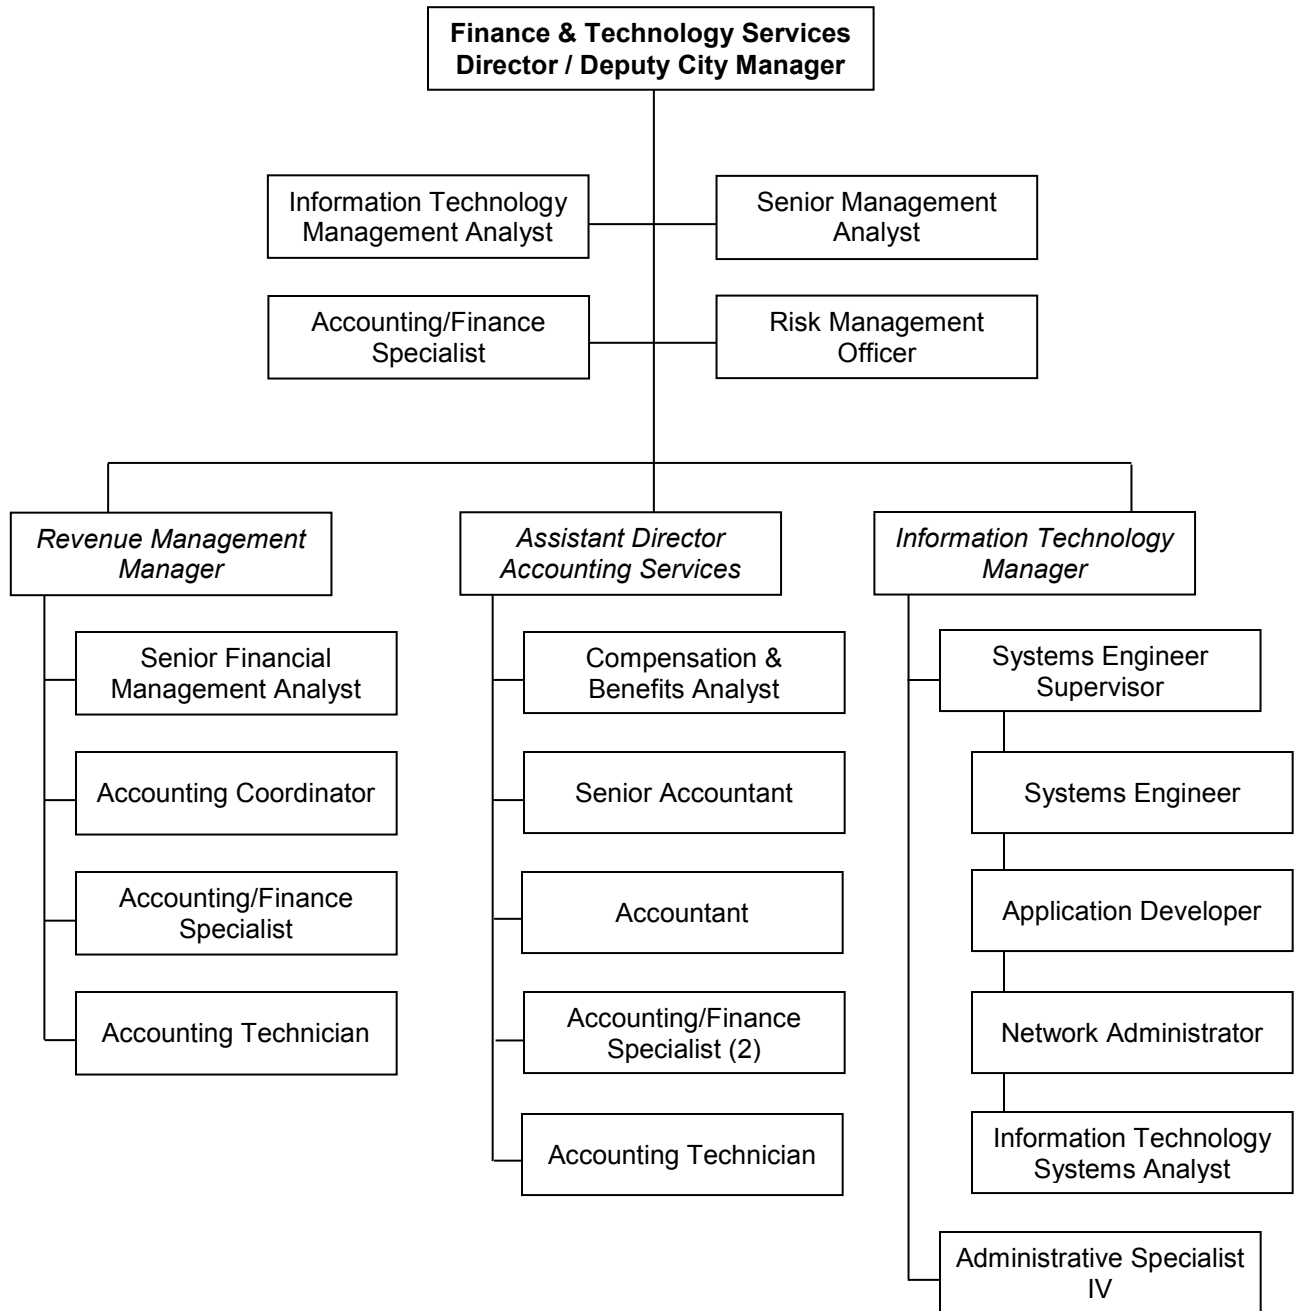 Finance & Technology Services
Director / Deputy City Manager
Information Technology
Management Analyst
Senior Management
Analyst
Accounting/Finance
Specialist
Risk Management
Officer
Revenue Management
Manager
Senior Financial
Management Analyst
Accounting Coordinator
Accounting/Finance
Specialist
Accounting Technician
Assistant Director
Accounting Services
Compensation &
Benefits Analyst
Senior Accountant
Accountant
Accounting/Finance
Specialist (2)
Accounting Technician
Information Technology
Manager
Systems Engineer
Supervisor
Systems Engineer
Application Developer
Network Administrator
Information Technology
Systems Analyst
Administrative Specialist
IV